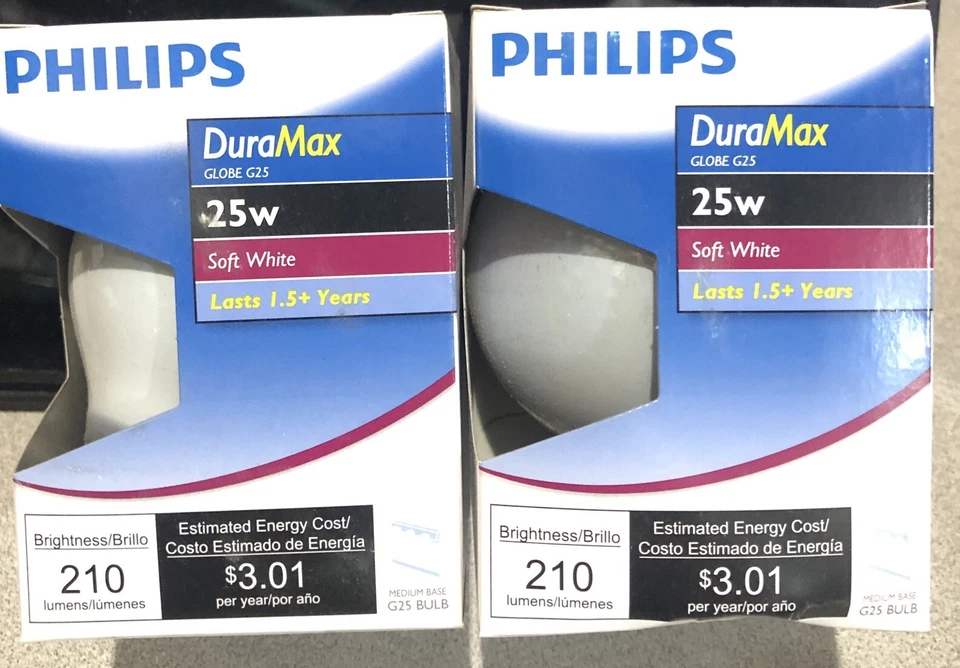 PHILIPS
DuraMax
GLOBE G25
25w
Soft White
Lasts 1.5+ Years
Brightness/Brillo
210
lumens/lúmenes
Estimated Energy Cost/
Costo Estimado de Energía
$3.01
per year/por año
MEDIUM BASE
G25 BULB
PHILIPS
DuraMax
GLOBE G25
25w
Soft White
Lasts 1.5+ Years
Brightness/Brillo
210
lumens/lúmenes
Estimated Energy Cost/
Costo Estimado de Energía
$3.01
per year/por año
MEDIUM BASE
G25 BULB